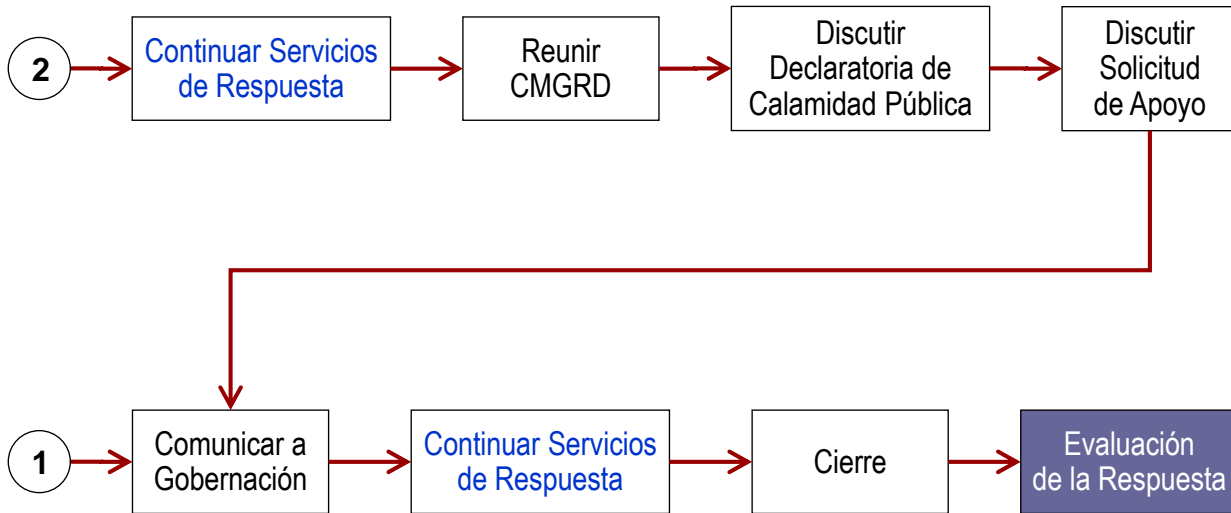 2
Continuar Servicios
de Respuesta
Reunir
CMGRD
Discutir
Declaratoria de
Calamidad Pública
Discutir
Solicitud
de Apoyo
1
Comunicar a
Gobernación
Continuar Servicios
de Respuesta
Cierre
Evaluación
de la Respuesta